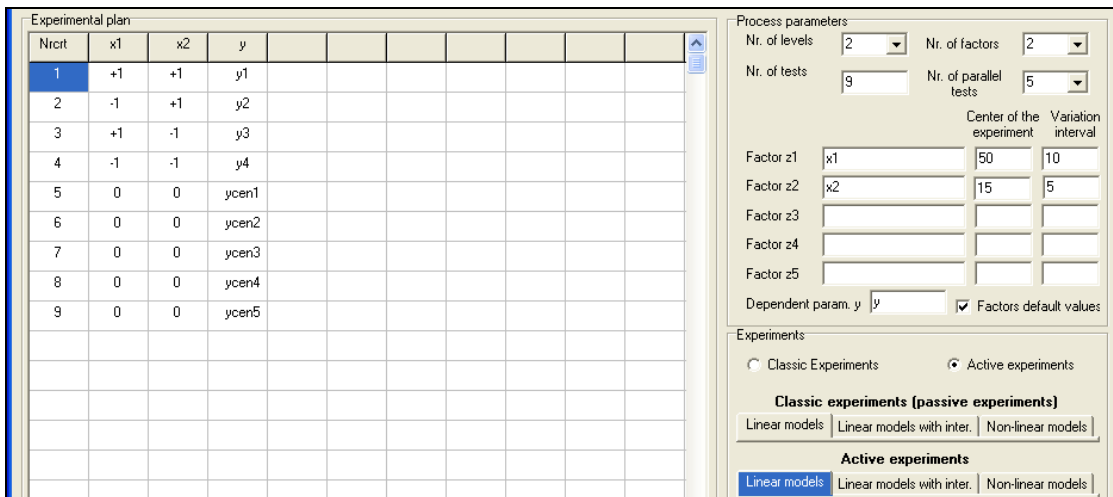 Experimental plan
Nrcrt x1 x2 y
1 +1 +1 y1
2 -1 +1 y2
3 +1 -1 y3
4 -1 -1 y4
5 0 0 ycen1
6 0 0 ycen2
7 0 0 ycen3
8 0 0 ycen4
9 0 0 ycen5
Process parameters
Nr. of levels 2 Nr. of factors 2
Nr. of tests 9 Nr. of parallel tests 5
Center of the experiment Variation interval
Factor z1 x1 50 10
Factor z2 x2 15 5
Factor z3
Factor z4
Factor z5
Dependent param. y y Factors default values
Experiments
Classic Experiments Active experiments
Classic experiments (passive experiments)
Linear models Linear models with inter. Non-linear models
Active experiments
Linear models Linear models with inter. Non-linear models